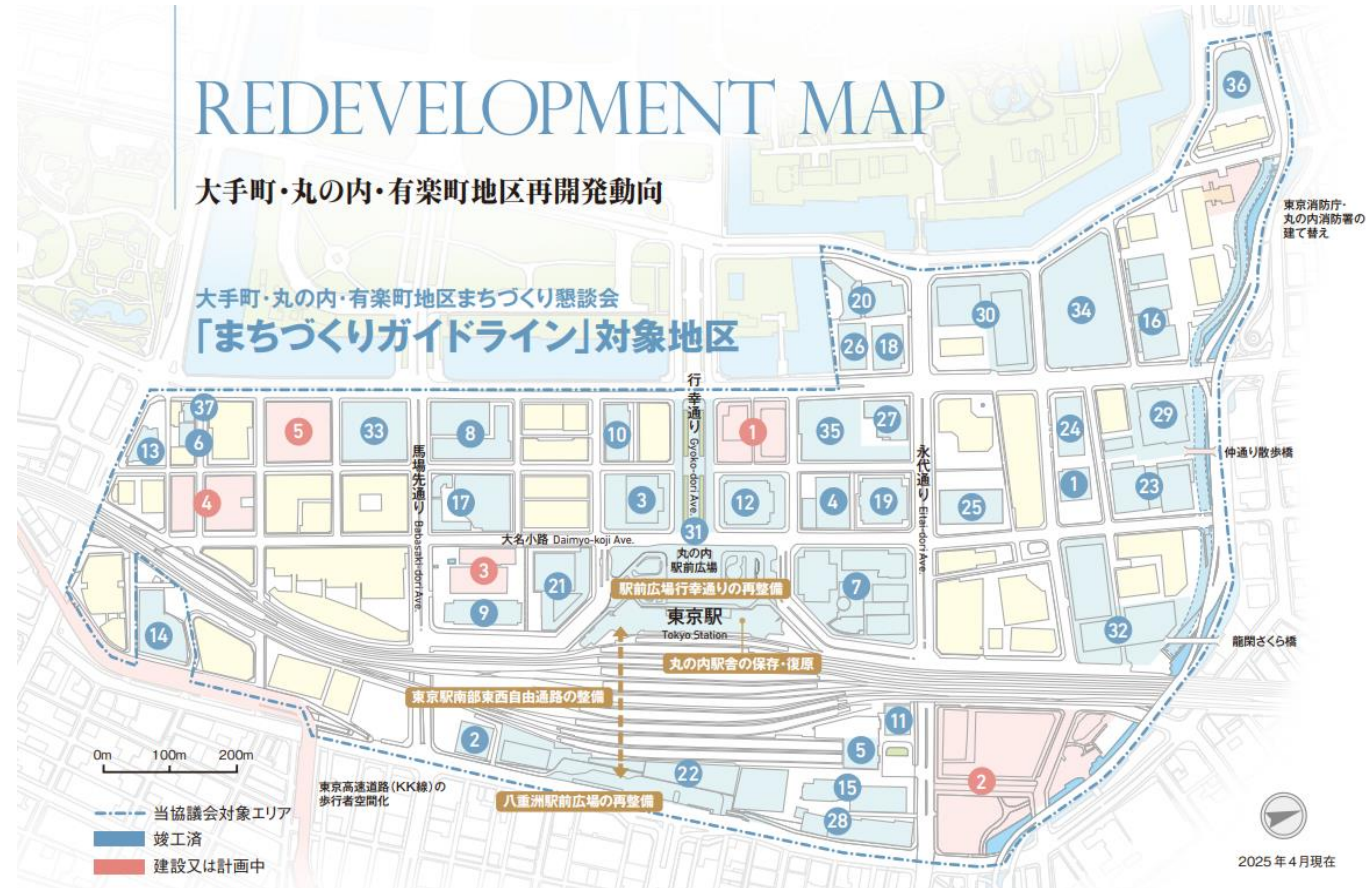 REDEVELOPMENT MAP
大手町・丸の内・有楽町地区再開発動向
大手町・丸の内・有楽町地区まちづくり懇談会
「まちづくりガイドライン」対象地区
36
東京消防庁・
丸の内消防署の
建て替え
20
30
34
16
26
18
行幸通り Gyoko-dori Ave.
37
13
6
5
33
8
10
1
35
27
24
29
馬場先通り Babasaki-dori Ave.
永代通り Eitai-dori Ave.
仲通り散歩橋
4
17
3
12
4
19
25
1
23
31
大名小路 Daimyo-koji Ave.
丸の内
駅前広場
3
21
駅前広場行幸通りの再整備
7
9
東京駅
Tokyo Station
14
32
龍閑さくら橋
丸の内駅舎の保存・復原
東京駅南部東西自由通路の整備
11
2
5
22
2
15
28
0m 100m 200m
東京高速道路(KK線)の
歩行者空間化
八重洲駅前広場の再整備
当協議会対象エリア
竣工済
建設又は計画中
2025年4月現在